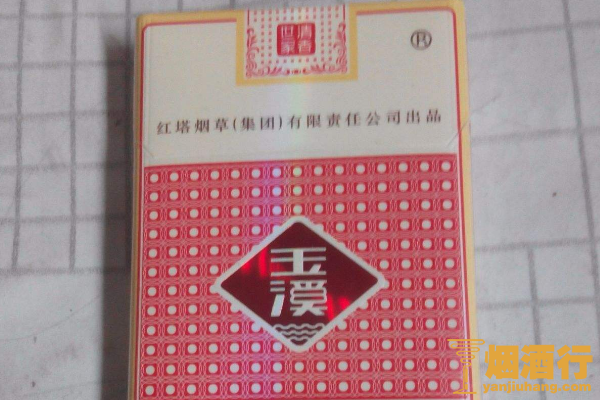 清香
世家
®
红塔烟草(集团)有限责任公司出品
玉溪
烟酒行
yanjiuhang.com